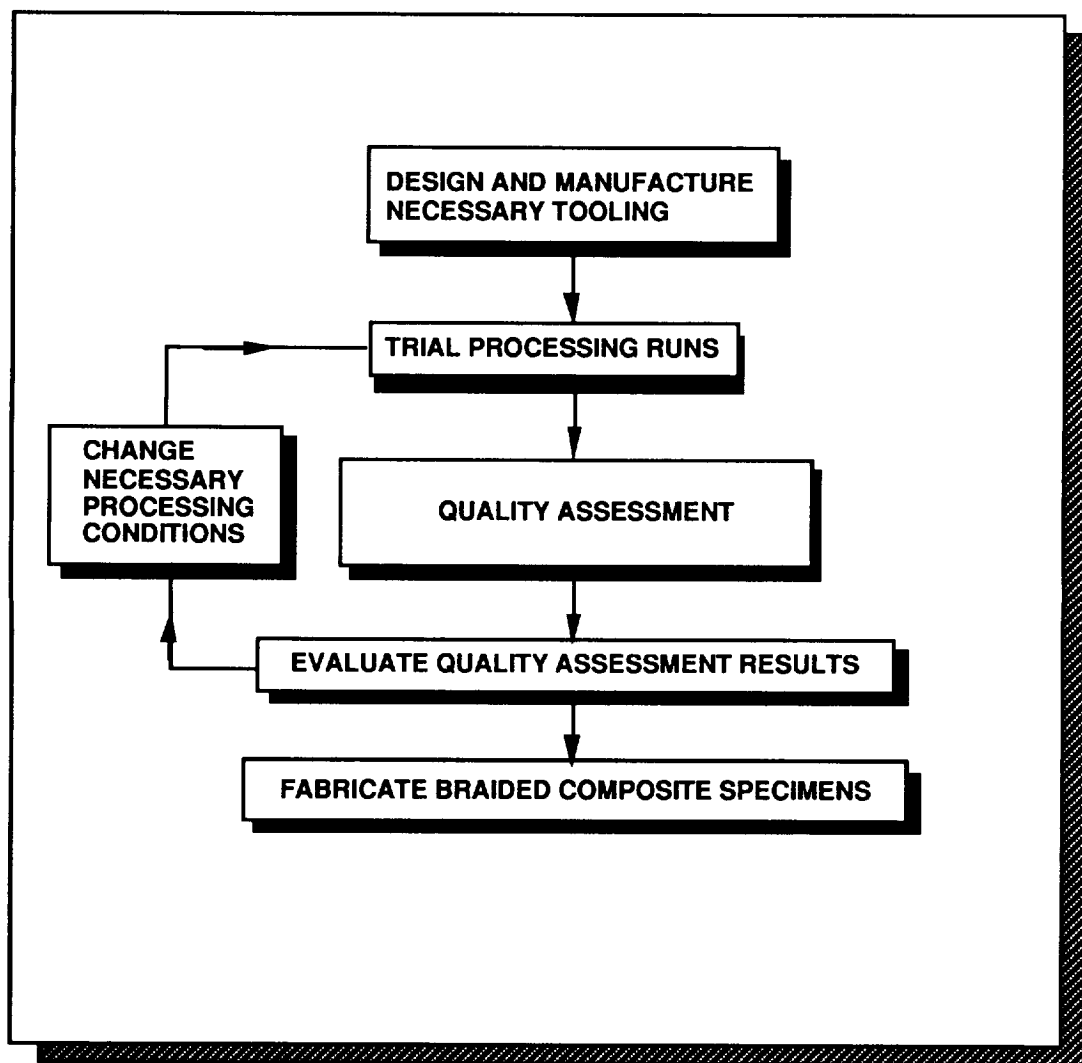 DESIGN AND MANUFACTURE
NECESSARY TOOLING
TRIAL PROCESSING RUNS
CHANGE
NECESSARY
PROCESSING
CONDITIONS
QUALITY ASSESSMENT
EVALUATE QUALITY ASSESSMENT RESULTS
FABRICATE BRAIDED COMPOSITE SPECIMENS